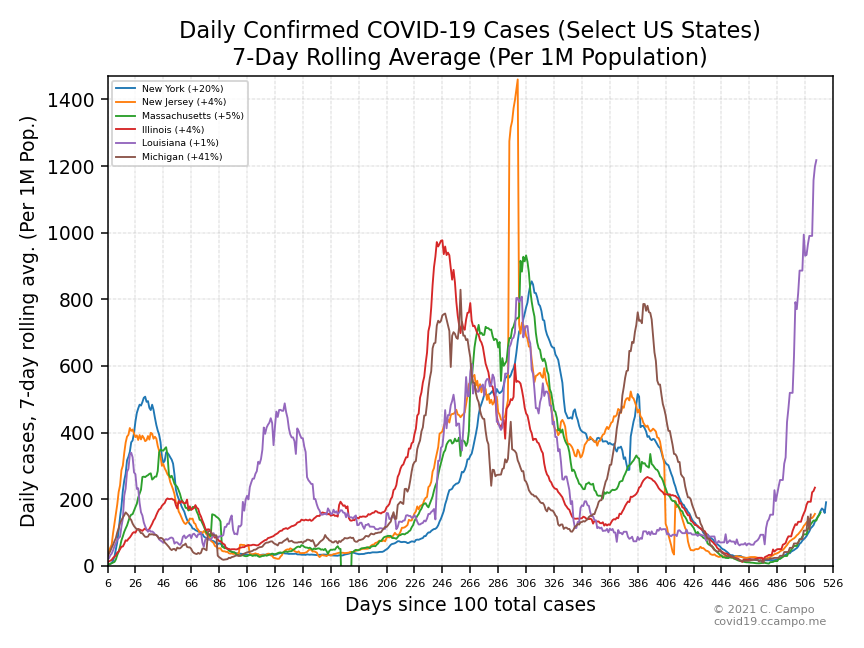 Daily Confirmed COVID-19 Cases (Select US States)
7-Day Rolling Average (Per 1M Population)
Daily cases, 7-day rolling avg. (Per 1M Pop.)
1400
1200
1000
800
600
400
200
0
New York (+20%)
New Jersey (+4%)
Massachusetts (+5%)
Illinois (+4%)
Louisiana (+1%)
Michigan (+41%)
6 26 46 66 86 106 126 146 166 186 206 226 246 266 286 306 326 346 366 386 406 426 446 466 486 506 526
Days since 100 total cases
© 2021 C. Campo
covid19.ccampo.me